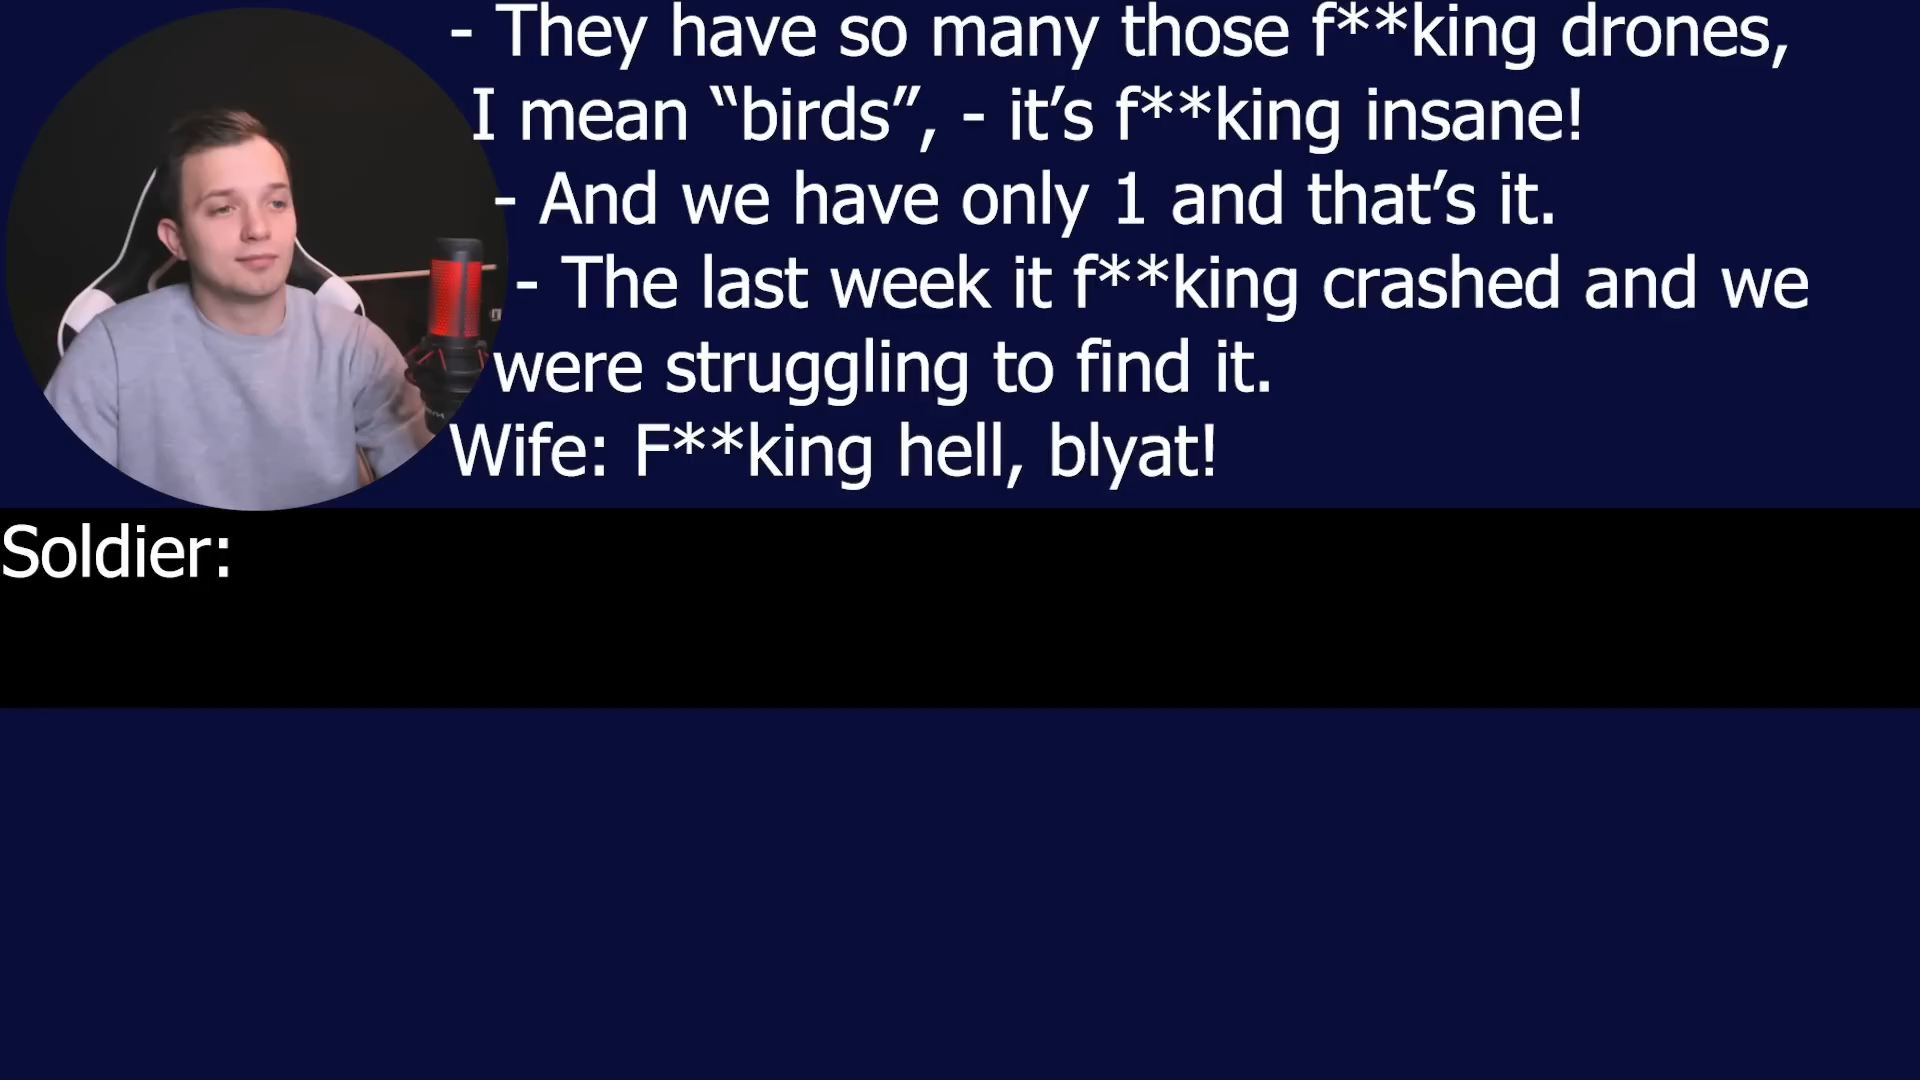 - They have so many those f**king drones,
I mean “birds”, - it’s f**king insane!
- And we have only 1 and that’s it.
- The last week it f**king crashed and we
were struggling to find it.
Wife: F**king hell, blyat!
Soldier: